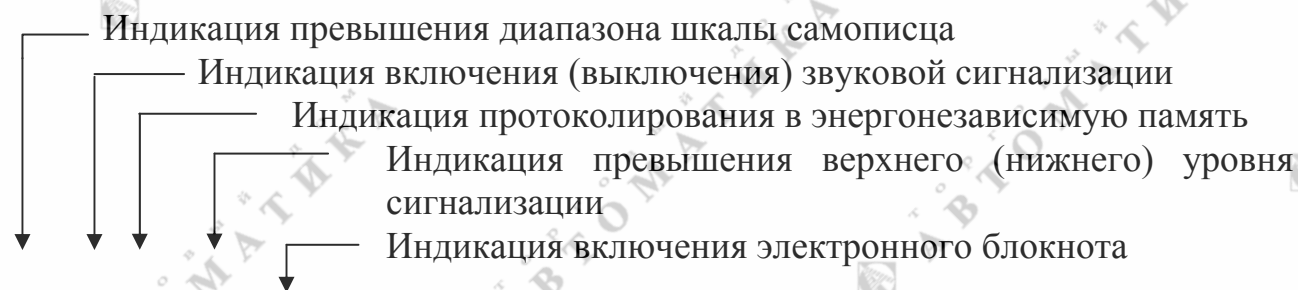 Индикация превышения диапазона шкалы самописца
Индикация включения (выключения) звуковой сигнализации
Индикация протоколирования в энергонезависимую память
Индикация превышения верхнего (нижнего) уровня
сигнализации
Индикация включения электронного блокнота